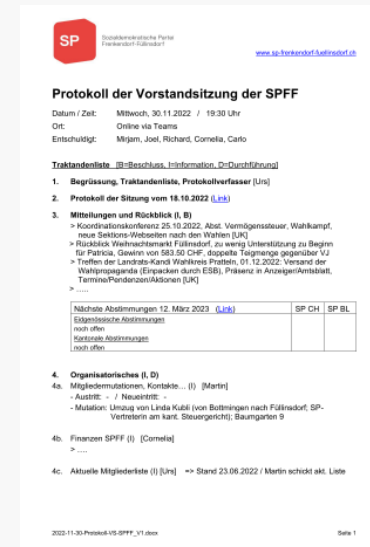 SP
Sozialdemokratische Partei
Frenkendorf-Füllinsdorf
www.sp-frenkendorf-fuellinsdorf.ch
Protokoll der Vorstandsitzung der SPFF
Datum / Zeit: Mittwoch, 30.11.2022 / 19:30 Uhr
Ort: Online via Teams
Entschuldigt: Mirjam, Joel, Richard, Cornelia, Carlo
Traktandenliste [B=Beschluss, I=Information, D=Durchführung]
1. Begrüssung, Traktandenliste, Protokollverfasser [Urs]
2. Protokoll der Sitzung vom 18.10.2022 (Link)
3. Mitteilungen und Rückblick (I, B)
> Koordinationskonferenz 25.10.2022, Abst. Vermögenssteuer, Wahlkampf,
neue Sektions-Webseiten nach den Wahlen [UK]
> Rückblick Weihnachtsmarkt Füllinsdorf, zu wenig Unterstützung zu Beginn
für Patricia, Gewinn von 583.50 CHF, doppelte Teigmenge gegenüber VJ
> Treffen der Landrats-Kandi Wahlkreis Pratteln, 01.12.2022: Versand der
Wahlpropaganda (Einpacken durch ESB), Präsenz in Anzeiger/Amtsblatt,
Termine/Pendenzen/Aktionen [UK]
> .....
Nächste Abstimmungen 12. März 2023 (Link) SP CH SP BL
Eidgenössische Abstimmungen
noch offen
Kantonale Abstimmungen
noch offen
4. Organisatorisches (I, D)
4a. Mitgliedermutationen, Kontakte… (I) [Martin]
- Austritt: - / Neueintritt: -
- Mutation: Umzug von Linda Kubli (von Bottmingen nach Füllinsdorf; SP-
Vertreterin am kant. Steuergericht); Baumgarten 9
4b. Finanzen SPFF (I) [Cornelia]
> ....
4c. Aktuelle Mitgliederliste (I) [Urs] => Stand 23.06.2022 / Martin schickt akt. Liste
2022-11-30-Protokoll-VS-SPFF_V1.docx Seite 1